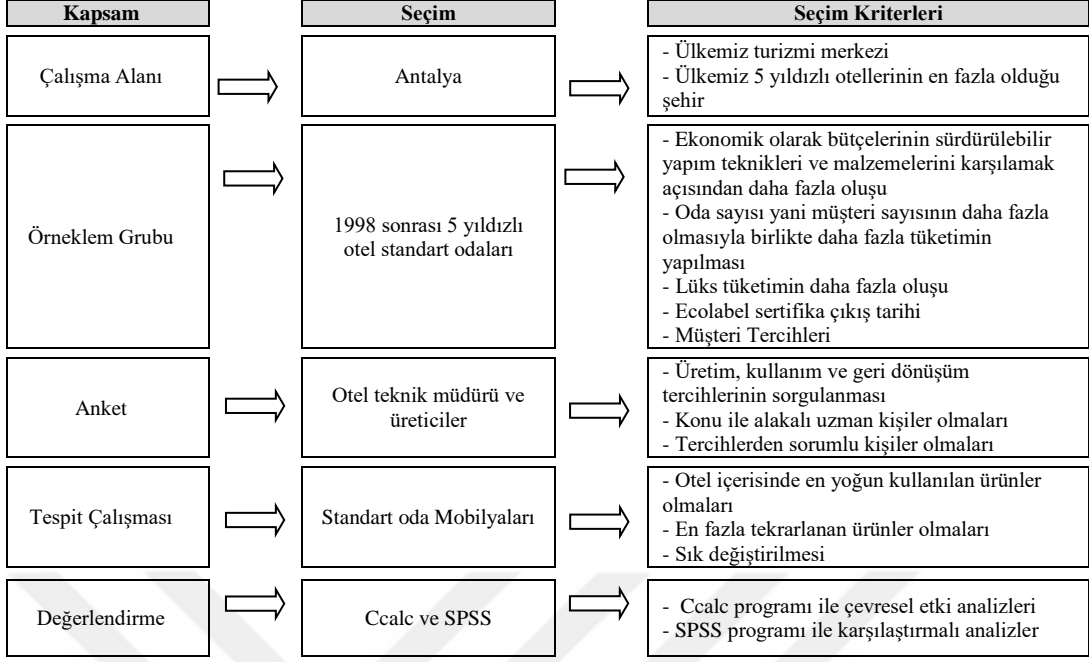 Kapsam
Seçim
Seçim Kriterleri
Çalışma Alanı
Antalya
- Ülkemiz turizmi merkezi
- Ülkemiz 5 yıldızlı otellerinin en fazla olduğu
şehir
Örneklem Grubu
1998 sonrası 5 yıldızlı
otel standart odaları
- Ekonomik olarak bütçelerinin sürdürülebilir
yapım teknikleri ve malzemelerini karşılamak
açısından daha fazla oluşu
- Oda sayısı yani müşteri sayısının daha fazla
olmasıyla birlikte daha fazla tüketimin
yapılması
- Lüks tüketimin daha fazla oluşu
- Ecolabel sertifika çıkış tarihi
- Müşteri Tercihleri
Anket
Otel teknik müdürü ve
üreticiler
- Üretim, kullanım ve geri dönüşüm
tercihlerinin sorgulanması
- Konu ile alakalı uzman kişiler olmaları
- Tercihlerden sorumlu kişiler olmaları
Tespit Çalışması
Standart oda Mobilyaları
- Otel içerisinde en yoğun kullanılan ürünler
olmaları
- En fazla tekrarlanan ürünler olmaları
- Sık değiştirilmesi
Değerlendirme
Ccalc ve SPSS
- Ccalc programı ile çevresel etki analizleri
- SPSS programı ile karşılaştırmalı analizler